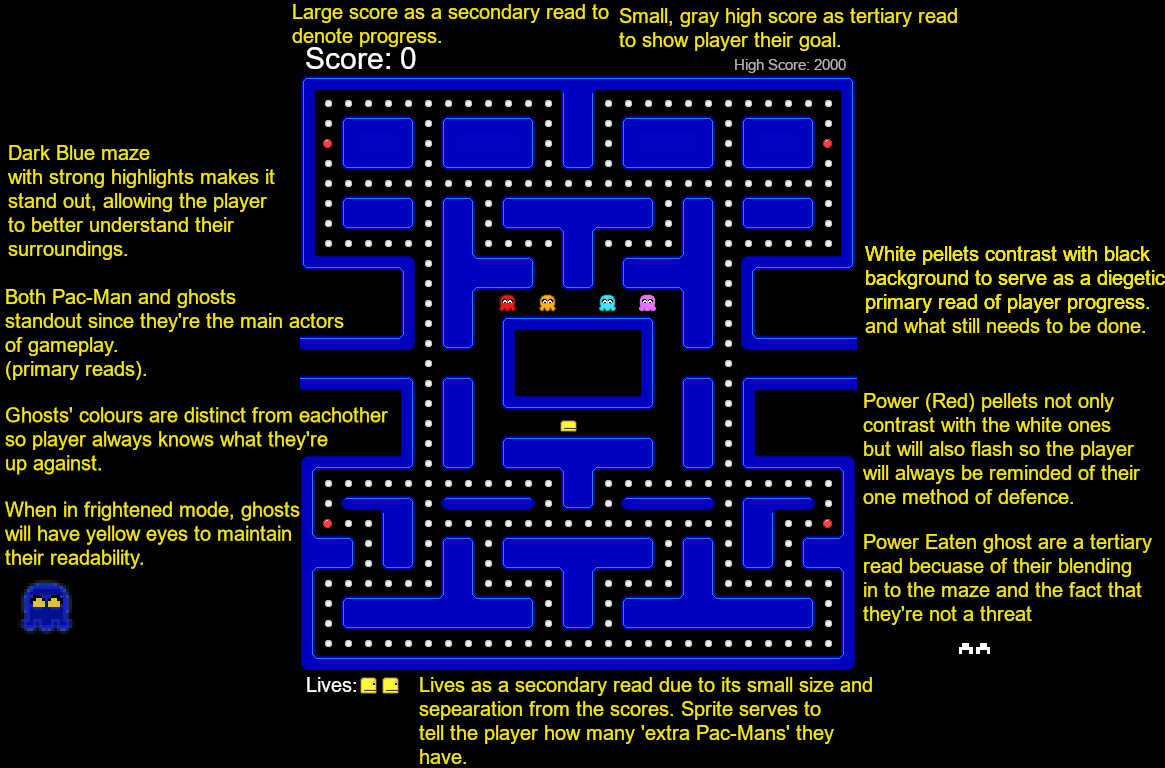 Large score as a secondary read to
denote progress.
Small, gray high score as tertiary read
to show player their goal.
Score: 0
High Score: 2000
Dark Blue maze
with strong highlights makes it
stand out, allowing the player
to better understand their
surroundings.
Both Pac-Man and ghosts
standout since they're the main actors
of gameplay.
(primary reads).
Ghosts' colours are distinct from eachother
so player always knows what they're
up against.
When in frightened mode, ghosts
will have yellow eyes to maintain
their readability.
White pellets contrast with black
background to serve as a diegetic
primary read of player progress.
and what still needs to be done.
Power (Red) pellets not only
contrast with the white ones
but will also flash so the player
will always be reminded of their
one method of defence.
Power Eaten ghost are a tertiary
read becuase of their blending
in to the maze and the fact that
they're not a threat
Lives:
Lives as a secondary read due to its small size and
sepearation from the scores. Sprite serves to
tell the player how many 'extra Pac-Mans' they
have.